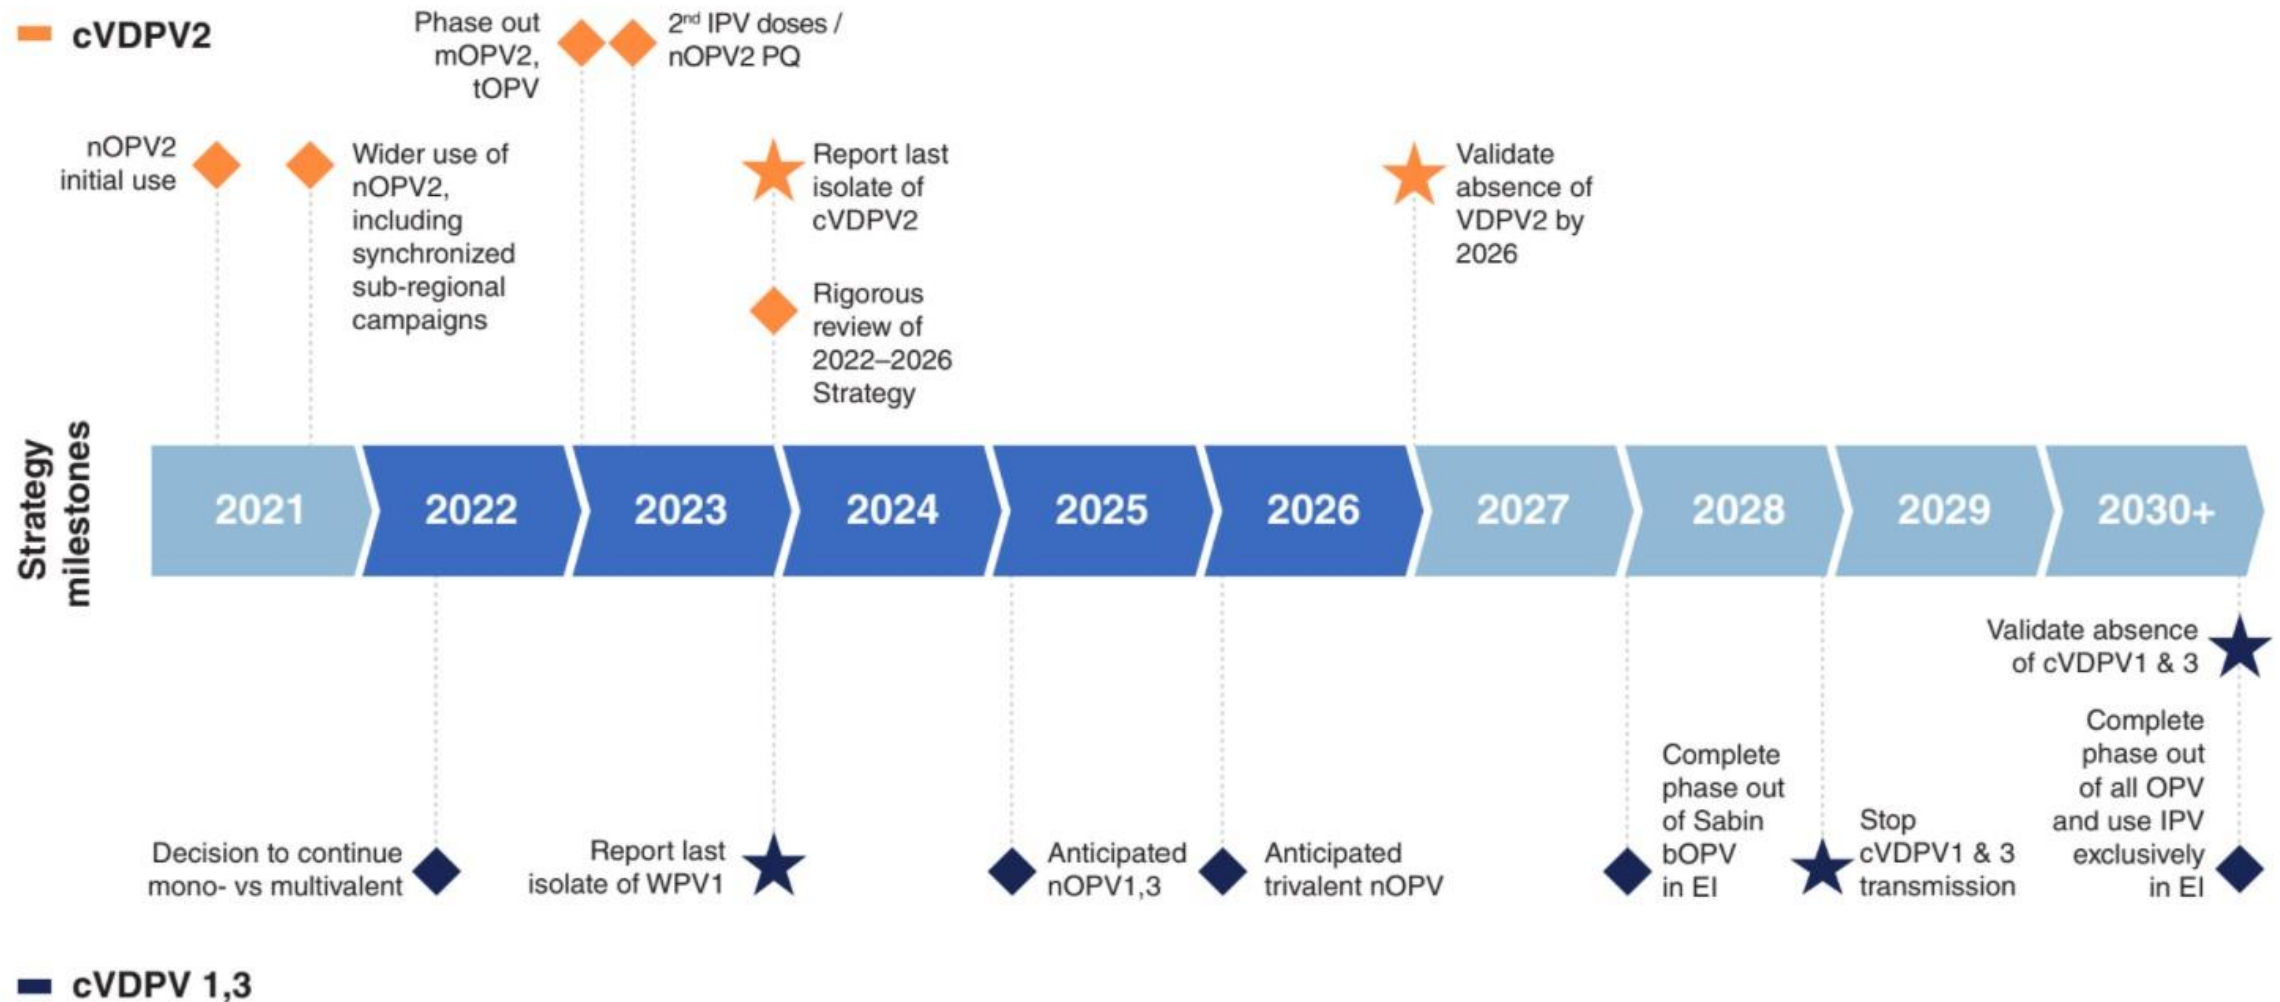 cVDPV2
Phase out
mOPV2,
tOPV
2nd IPV doses /
nOPV2 PQ
nOPV2
initial use
Wider use of
nOPV2,
including
synchronized
sub-regional
campaigns
Report last
isolate of
cVDPV2
Rigorous
review of
2022–2026
Strategy
Validate
absence of
VDPV2 by
2026
Strategy
milestones
2021
2022
2023
2024
2025
2026
2027
2028
2029
2030+
Decision to continue
mono- vs multivalent
Report last
isolate of WPV1
Anticipated
nOPV1,3
Anticipated
trivalent nOPV
Complete
phase out
of Sabin
bOPV
in EI
Stop
cVDPV1 & 3
transmission
Validate absence
of cVDPV1 & 3
Complete
phase out
of all OPV
and use IPV
exclusively
in EI
cVDPV 1,3